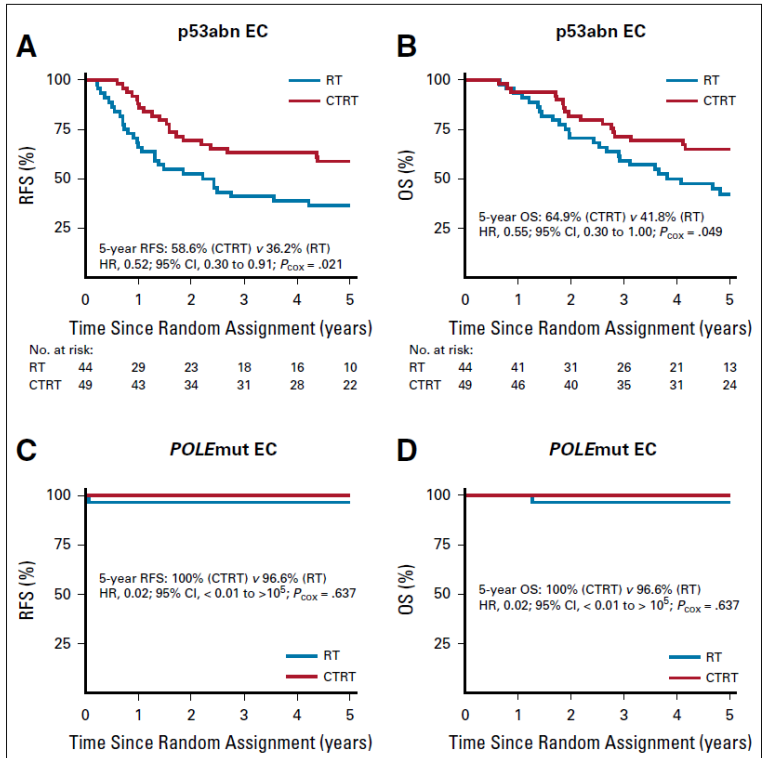 A
p53abn EC
RT
CTRT
RFS (%)
100
75
50
25
5-year RFS: 58.6% (CTRT) v 36.2% (RT)
HR, 0.52; 95% CI, 0.30 to 0.91; Pcox = .021
0 1 2 3 4 5
Time Since Random Assignment (years)
No. at risk:
RT 44 29 23 18 16 10
CTRT 49 43 34 31 28 22
B
p53abn EC
RT
CTRT
OS (%)
100
75
50
25
5-year OS: 64.9% (CTRT) v 41.8% (RT)
HR, 0.55; 95% CI, 0.30 to 1.00; Pcox = .049
0 1 2 3 4 5
Time Since Random Assignment (years)
No. at risk:
RT 44 41 31 26 21 13
CTRT 49 46 40 35 31 24
C
POLEmut EC
RFS (%)
100
75
50
25
5-year RFS: 100% (CTRT) v 96.6% (RT)
HR, 0.02; 95% CI, < 0.01 to >10⁵; Pcox = .637
RT
CTRT
0 1 2 3 4 5
Time Since Random Assignment (years)
D
POLEmut EC
OS (%)
100
75
50
25
5-year OS: 100% (CTRT) v 96.6% (RT)
HR, 0.02; 95% CI, < 0.01 to > 10⁵; Pcox = .637
RT
CTRT
0 1 2 3 4 5
Time Since Random Assignment (years)